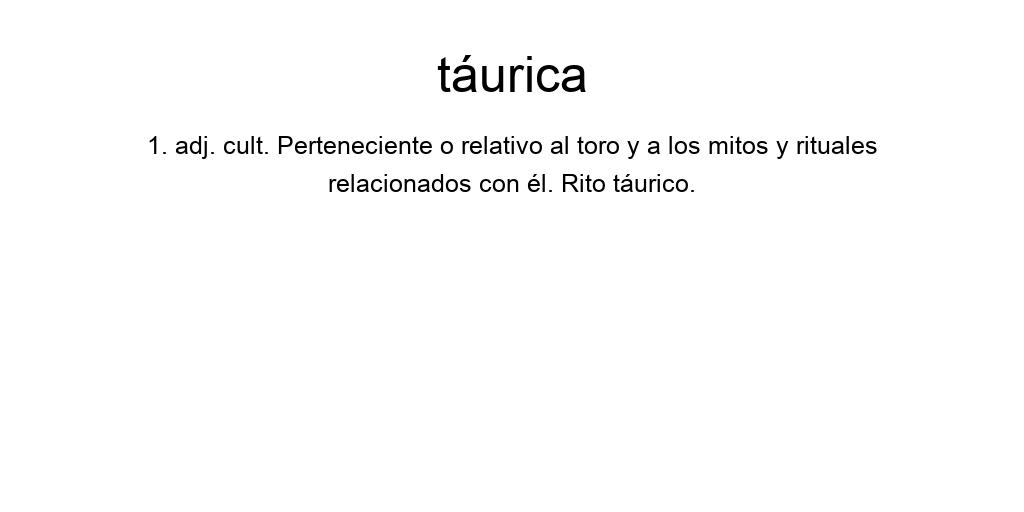 táurica
1. adj. cult. Perteneciente o relativo al toro y a los mitos y rituales
relacionados con él. Rito táurico.